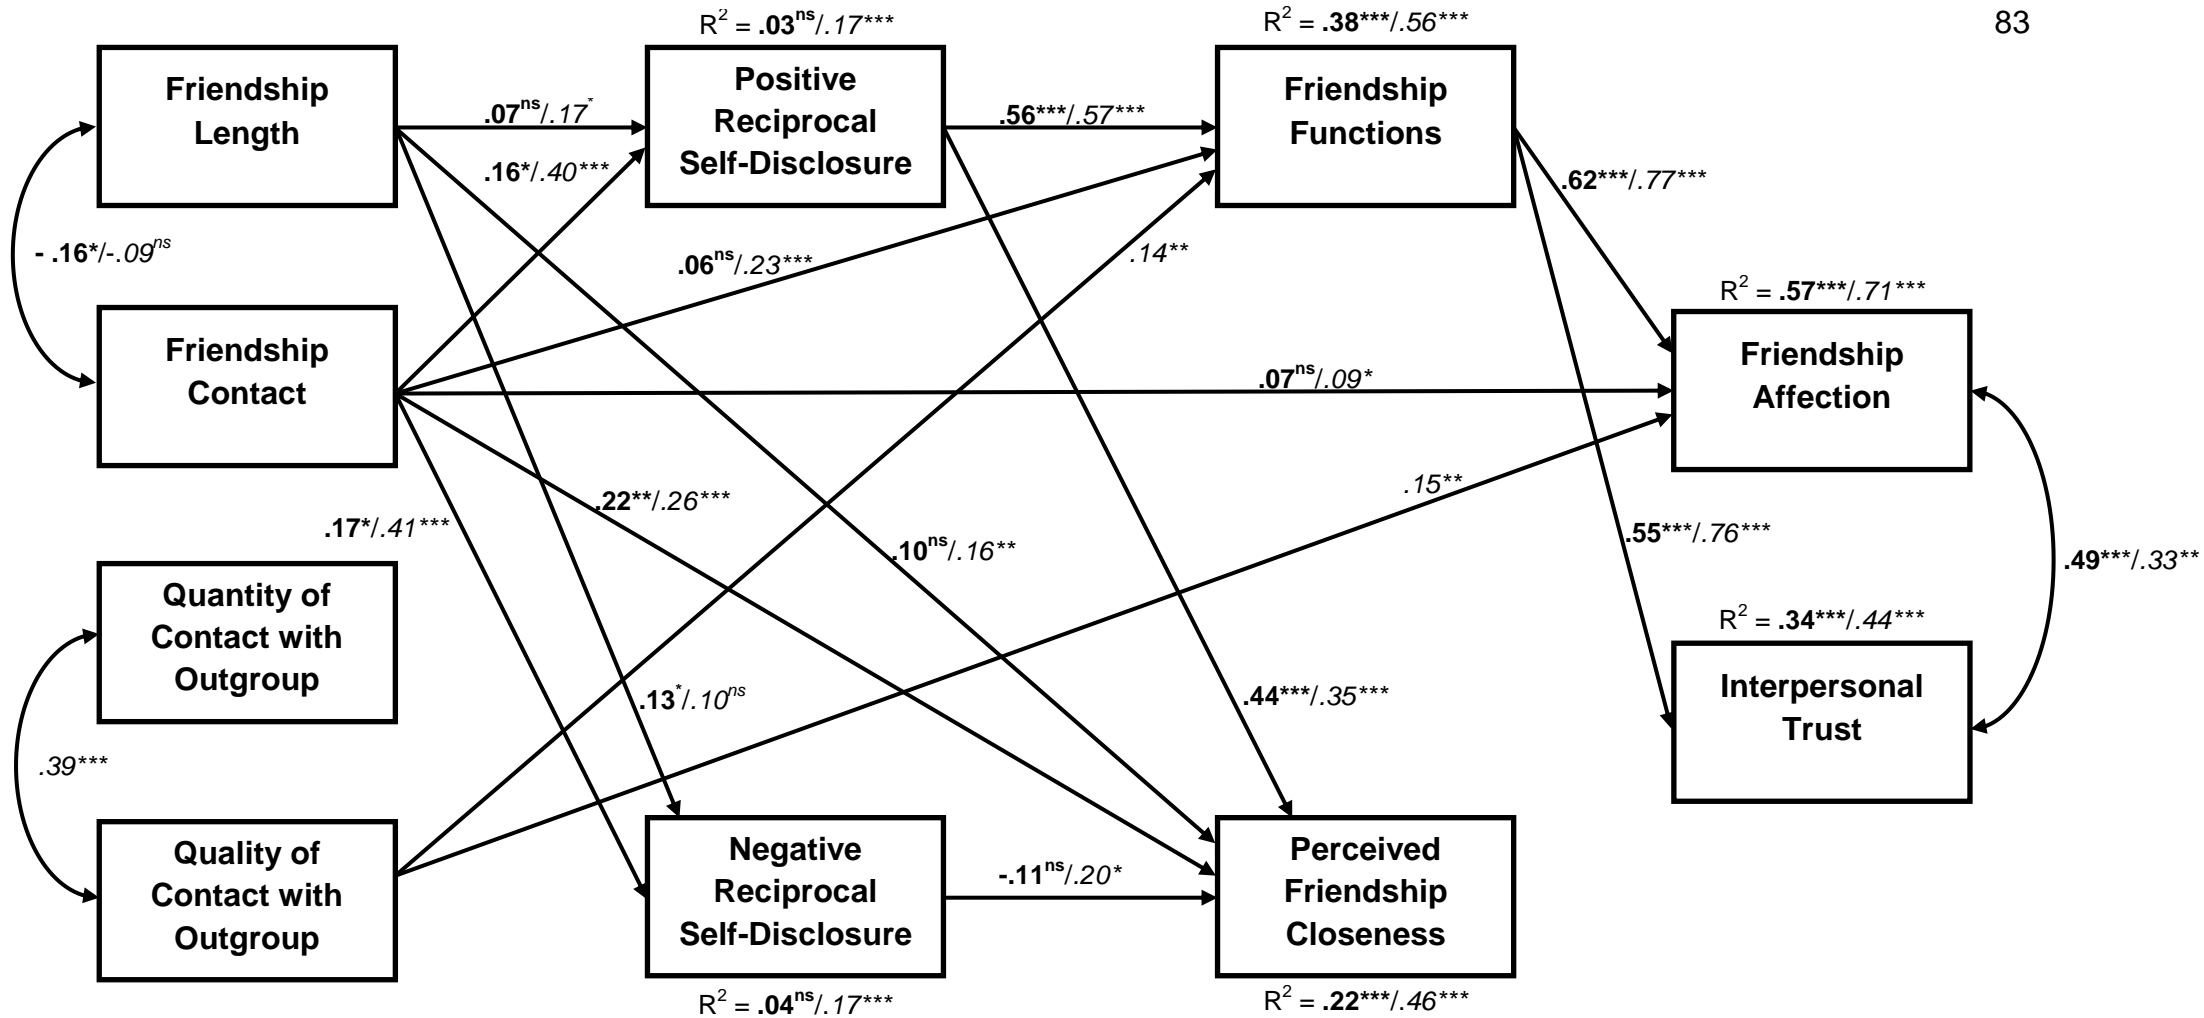 83
R² = .03ⁿˢ/.17***
R² = .38***/.56***
Friendship
Length
Positive
Reciprocal
Self-Disclosure
Friendship
Functions
.07ⁿˢ/.17*
.56***/.57***
.16*/.40***
.62***/.77***
- .16*/-.09ⁿˢ
.06ⁿˢ/.23***
.14**
R² = .57***/.71***
Friendship
Contact
Friendship
Affection
.07ⁿˢ/.09*
.15**
.22**/.26***
.17*/.41***
.10ⁿˢ/.16**
.55***/.76***
.49***/.33**
Quantity of
Contact with
Outgroup
R² = .34***/.44***
Interpersonal
Trust
.13*/.10ⁿˢ
.44***/.35***
.39***
Quality of
Contact with
Outgroup
Negative
Reciprocal
Self-Disclosure
-.11ⁿˢ/.20*
Perceived
Friendship
Closeness
R² = .04ⁿˢ/.17***
R² = .22***/.46***